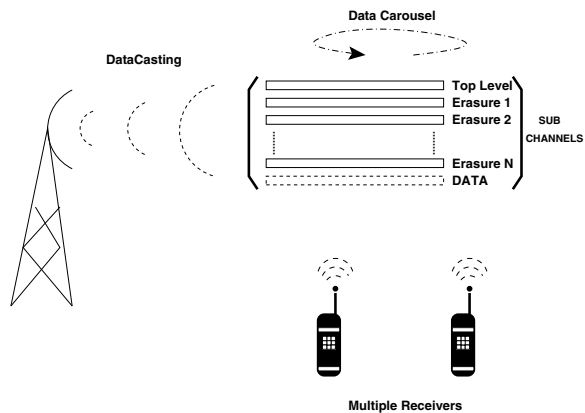 Data Carousel
DataCasting
Top Level
Erasure 1
Erasure 2
Erasure N
DATA
SUB
CHANNELS
Multiple Receivers